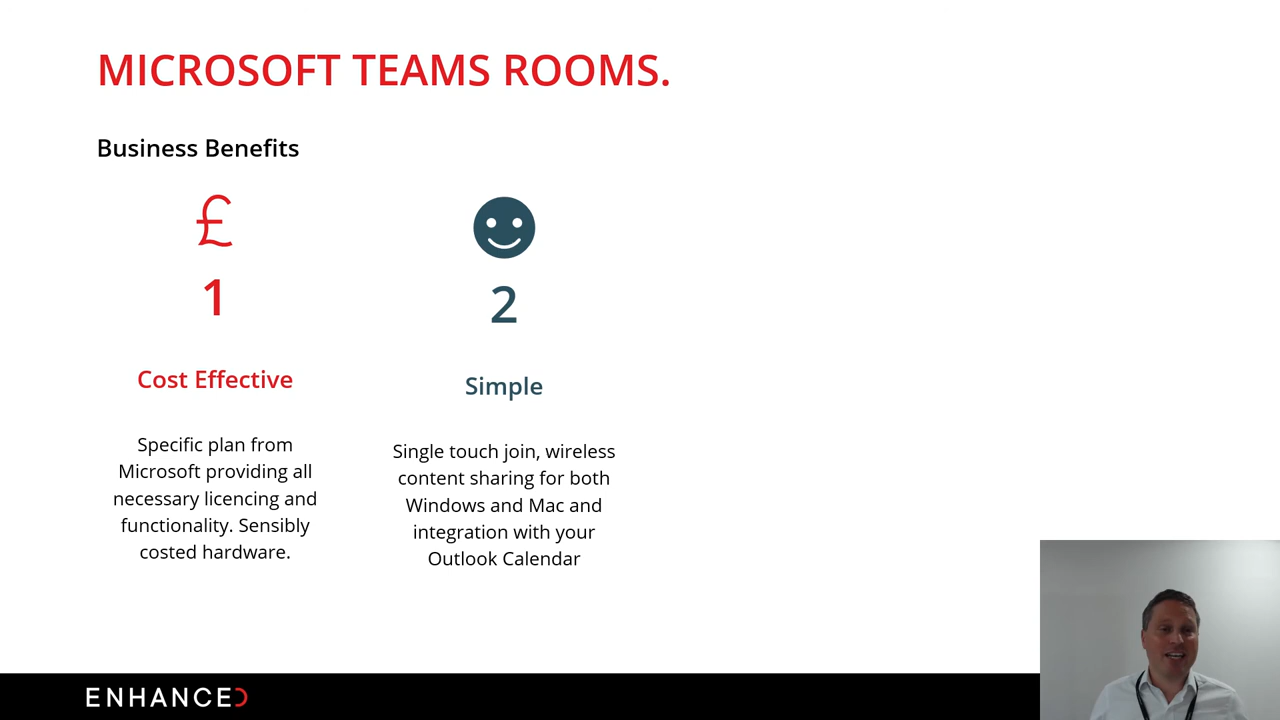 MICROSOFT TEAMS ROOMS.
Business Benefits
£
1
Cost Effective
Specific plan from
Microsoft providing all
necessary licencing and
functionality. Sensibly
costed hardware.
2
Simple
Single touch join, wireless
content sharing for both
Windows and Mac and
integration with your
Outlook Calendar
ENHANCED